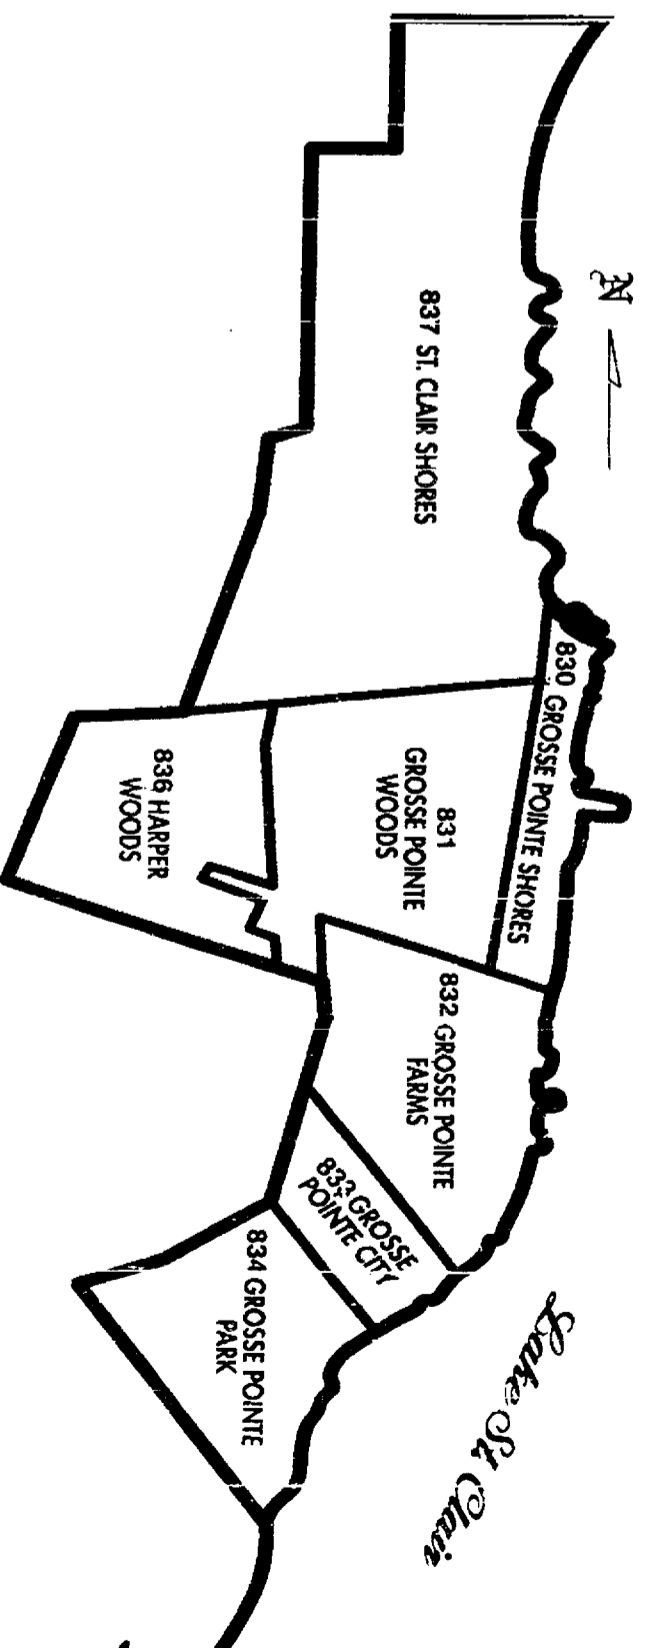 N
837 ST. CLAIR SHORES
830 GROSSE POINTE SHORES
831
GROSSE POINTE
WOODS
836 HARPER
WOODS
832 GROSSE POINTE
FARMS
833 GROSSE
POINTE CITY
834 GROSSE POINTE
PARK
Lake St. Clair